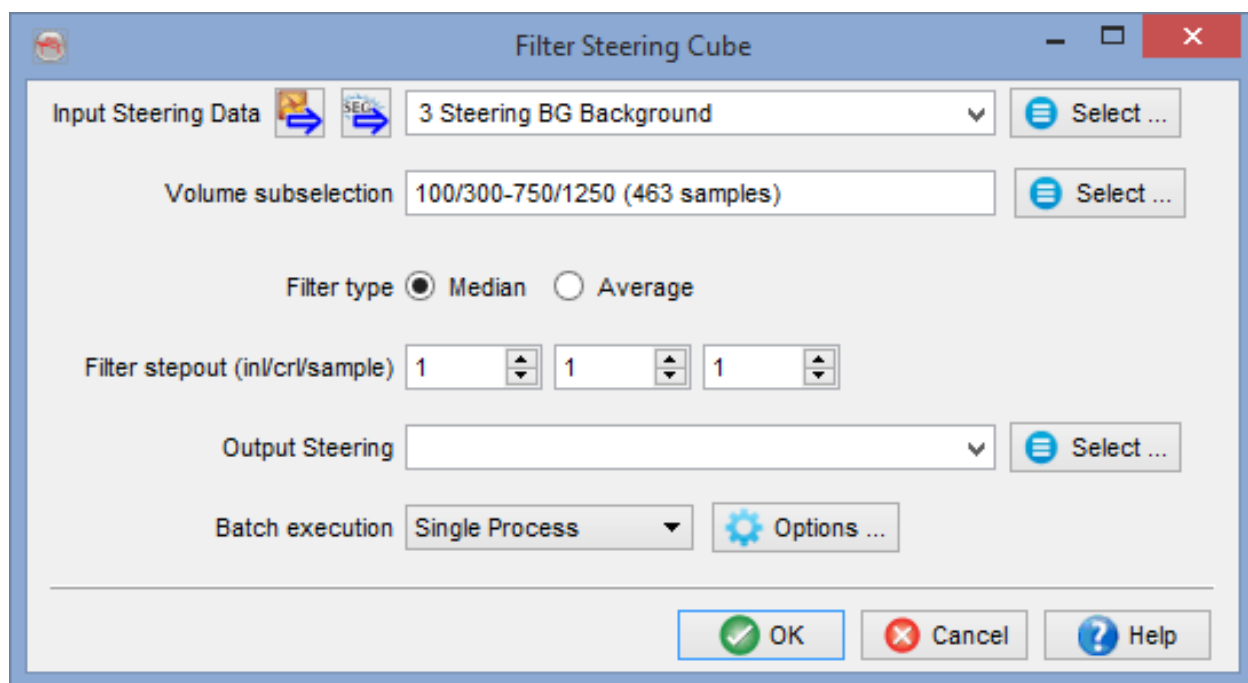 Filter Steering Cube
Input Steering Data SEG 3 Steering BG Background Select ...
Volume subselection 100/300-750/1250 (463 samples) Select ...
Filter type Median Average
Filter stepout (inl/crl/sample) 1 1 1
Output Steering Select ...
Batch execution Single Process Options ...
OK Cancel Help